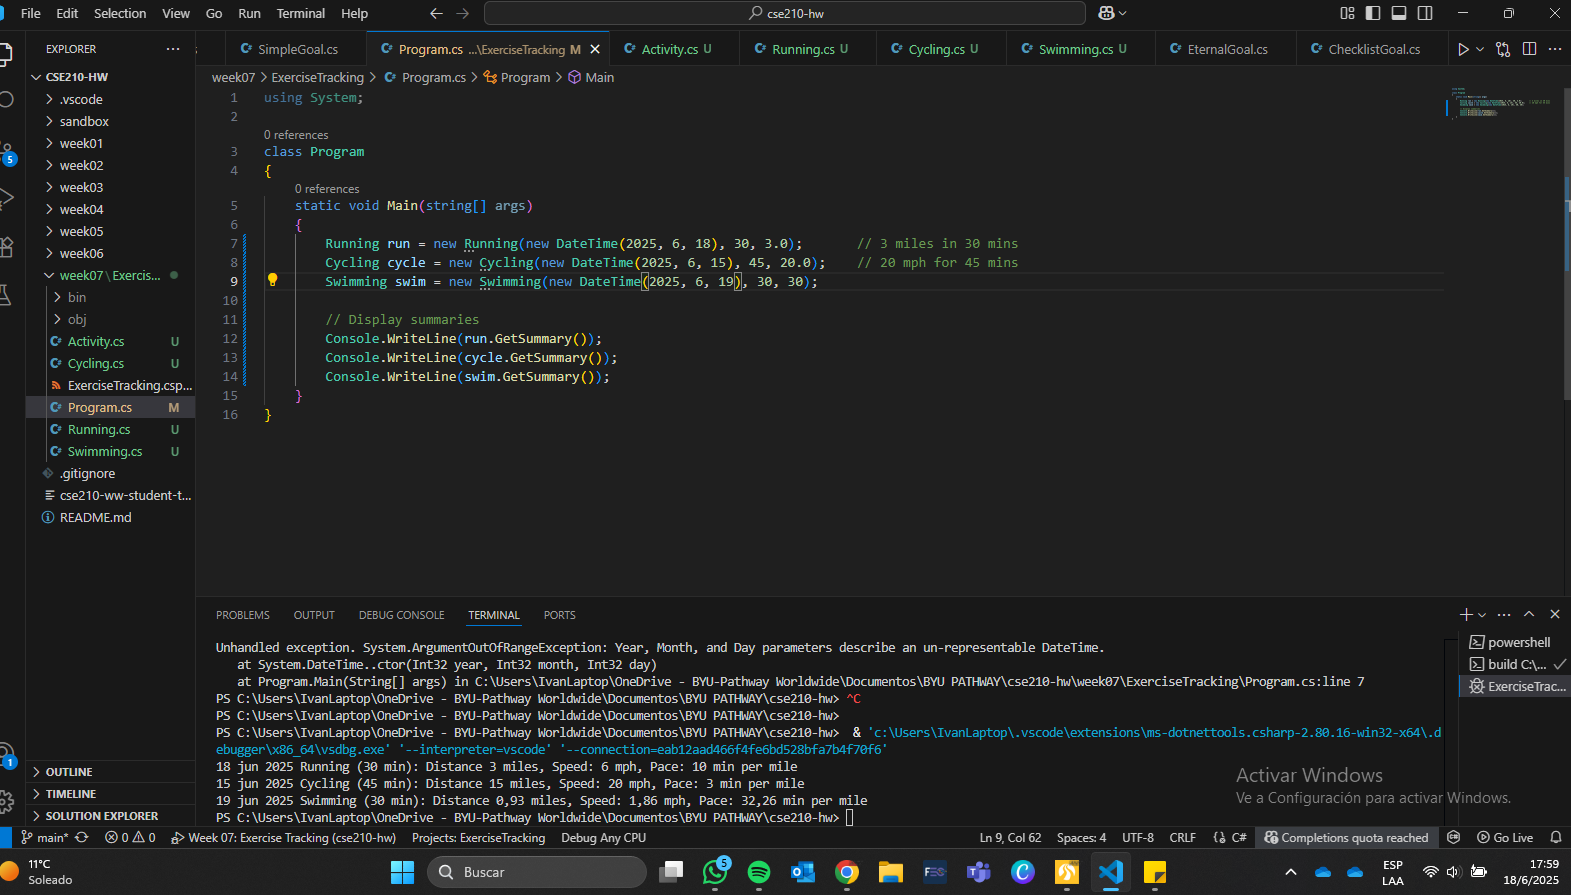 File Edit Selection View Go Run Terminal Help
cse210-hw
EXPLORER
SimpleGoal.cs
Program.cs ...\ExerciseTracking M
Activity.cs U
Running.cs U
Cycling.cs U
Swimming.cs U
EternalGoal.cs
ChecklistGoal.cs
week07 > ExerciseTracking > Program.cs > Program > Main
CSE210-HW
.vscode
sandbox
week01
week02
week03
week04
week05
week06
week07\Exercis...
bin
obj
Activity.cs U
Cycling.cs U
ExerciseTracking.csp...
Program.cs M
Running.cs U
Swimming.cs U
.gitignore
cse210-ww-student-t...
README.md
OUTLINE
TIMELINE
SOLUTION EXPLORER
5
1
1 using System;
2
0 references
3 class Program
4 {
0 references
5 static void Main(string[] args)
6 {
7 Running run = new Running(new DateTime(2025, 6, 18), 30, 3.0); // 3 miles in 30 mins
8 Cycling cycle = new Cycling(new DateTime(2025, 6, 15), 45, 20.0); // 20 mph for 45 mins
9 Swimming swim = new Swimming(new DateTime(2025, 6, 19), 30, 30);
10
11 // Display summaries
12 Console.WriteLine(run.GetSummary());
13 Console.WriteLine(cycle.GetSummary());
14 Console.WriteLine(swim.GetSummary());
15 }
16 }
PROBLEMS OUTPUT DEBUG CONSOLE TERMINAL PORTS
Unhandled exception. System.ArgumentOutOfRangeException: Year, Month, and Day parameters describe an un-representable DateTime.
at System.DateTime..ctor(Int32 year, Int32 month, Int32 day)
at Program.Main(String[] args) in C:\Users\IvanLaptop\OneDrive - BYU-Pathway Worldwide\Documentos\BYU PATHWAY\cse210-hw\week07\ExerciseTracking\Program.cs:line 7
PS C:\Users\IvanLaptop\OneDrive - BYU-Pathway Worldwide\Documentos\BYU PATHWAY\cse210-hw> ^C
PS C:\Users\IvanLaptop\OneDrive - BYU-Pathway Worldwide\Documentos\BYU PATHWAY\cse210-hw>
PS C:\Users\IvanLaptop\OneDrive - BYU-Pathway Worldwide\Documentos\BYU PATHWAY\cse210-hw> & 'c:\Users\IvanLaptop\.vscode\extensions\ms-dotnettools.csharp-2.80.16-win32-x64\.d
ebugger\x86_64\vsdbg.exe' '--interpreter=vscode' '--connection=eab12aad466f4fe6bd528bfa7b4f70f6'
18 jun 2025 Running (30 min): Distance 3 miles, Speed: 6 mph, Pace: 10 min per mile
15 jun 2025 Cycling (45 min): Distance 15 miles, Speed: 20 mph, Pace: 3 min per mile
19 jun 2025 Swimming (30 min): Distance 0,93 miles, Speed: 1,86 mph, Pace: 32,26 min per mile
PS C:\Users\IvanLaptop\OneDrive - BYU-Pathway Worldwide\Documentos\BYU PATHWAY\cse210-hw>
powershell
build C:\...
ExerciseTrac...
Activar Windows
Ve a Configuración para activar Windows.
main* 0 0 Week 07: Exercise Tracking (cse210-hw) Projects: ExerciseTracking Debug Any CPU Ln 9, Col 62 Spaces: 4 UTF-8 CRLF C# Completions quota reached Go Live
11°C
Soleado
Buscar
5
FES
ESP
LAA
17:59
18/6/2025